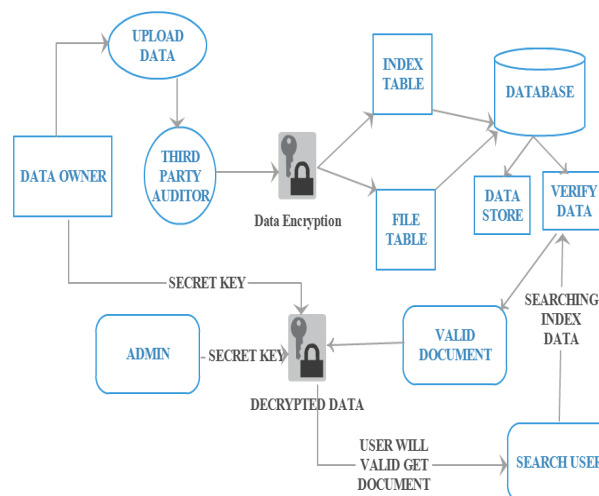 UPLOAD
DATA
INDEX
TABLE
DATABASE
DATA OWNER
THIRD
PARTY
AUDITOR
Data Encryption
FILE
TABLE
DATA
STORE
VERIFY
DATA
SECRET KEY
SEARCHING
INDEX
DATA
ADMIN
SECRET KEY
VALID
DOCUMENT
DECRYPTED DATA
USER WILL
VALID GET
DOCUMENT
SEARCH USER